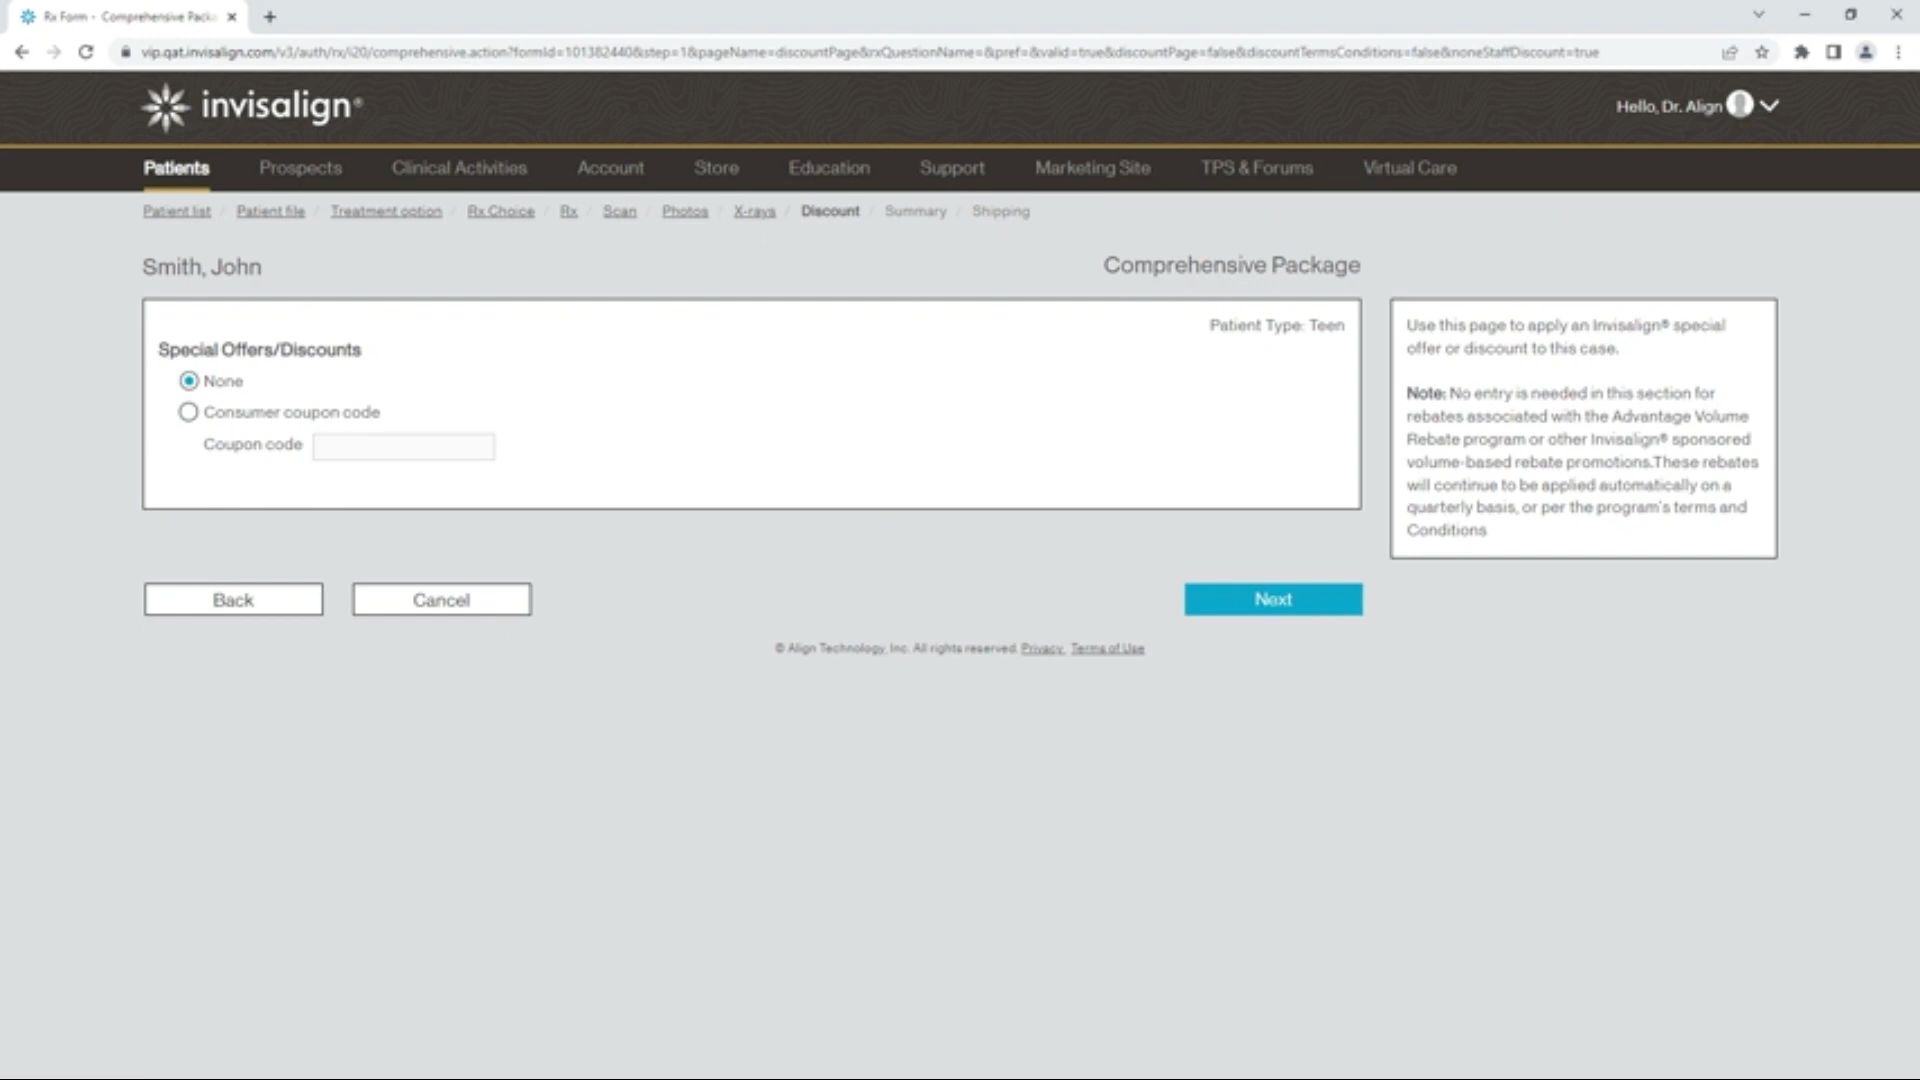 Rx Form - Comprehensive Packa
vip.qat.invisalign.com/v3/auth/rx/i20/comprehensive.action?formId=101382440&step=1&pageName=discountPage&rxQuestionName=&pref=&valid=true&discountPage=false&discountTermsConditions=false&noneStaffDiscount=true
invisalign®
Hello, Dr. Align
Patients Prospects Clinical Activities Account Store Education Support Marketing Site TPS & Forums Virtual Care
Patient list / Patient file / Treatment option / Rx Choice / Rx / Scan / Photos / X-rays / Discount / Summary / Shipping
Smith, John
Comprehensive Package
Patient Type: Teen
Special Offers/Discounts
None
Consumer coupon code
Coupon code
Use this page to apply an Invisalign® special
offer or discount to this case.
Note: No entry is needed in this section for
rebates associated with the Advantage Volume
Rebate program or other Invisalign® sponsored
volume-based rebate promotions.These rebates
will continue to be applied automatically on a
quarterly basis, or per the program's terms and
Conditions
Back Cancel Next
© Align Technology, Inc. All rights reserved. Privacy. Terms of Use